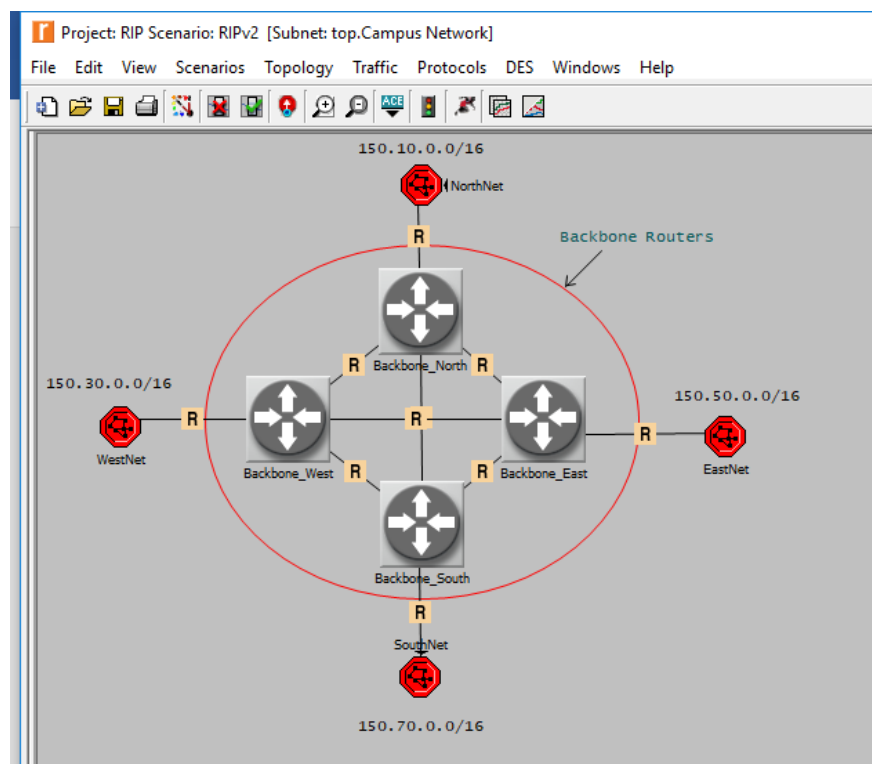 Project: RIP Scenario: RIPv2 [Subnet: top.Campus Network]
File Edit View Scenarios Topology Traffic Protocols DES Windows Help
ACE
150.10.0.0/16
NorthNet
R
Backbone Routers
Backbone_North
R R
150.30.0.0/16
150.50.0.0/16
R R R
WestNet
EastNet
Backbone_West
Backbone_East
R R
Backbone_South
R
SouthNet
150.70.0.0/16